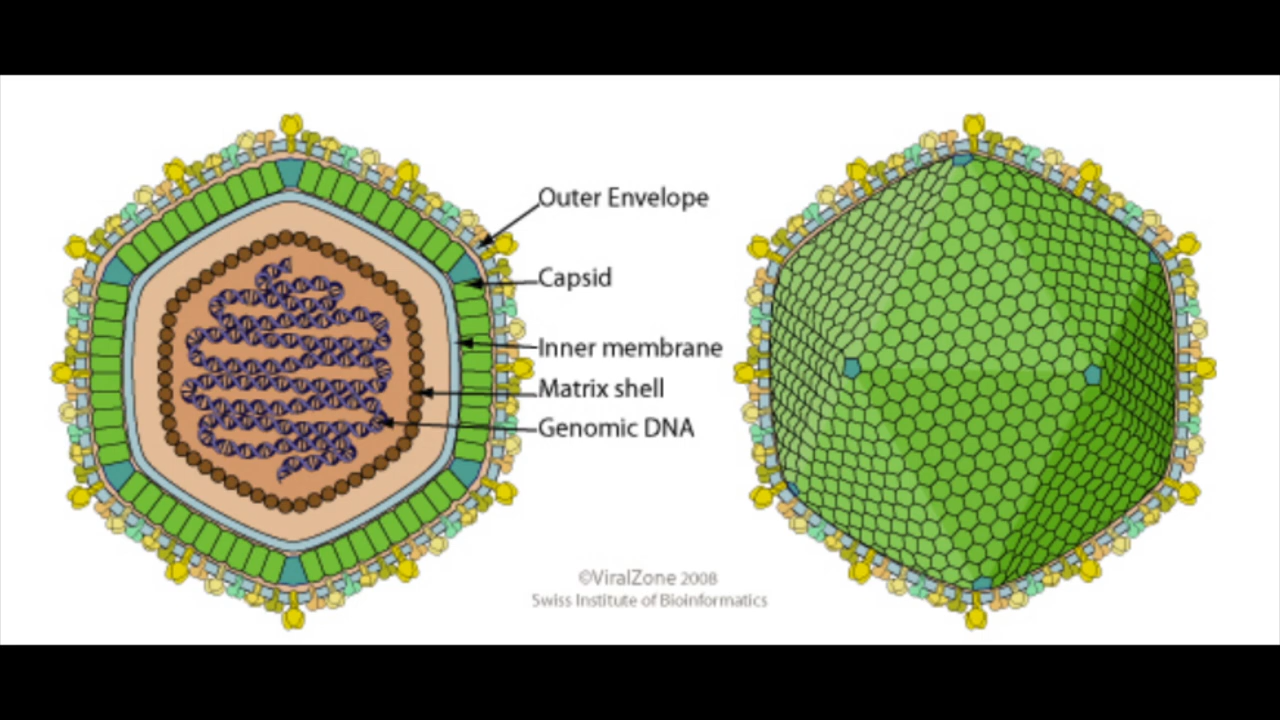 Outer Envelope
Capsid
Inner membrane
Matrix shell
Genomic DNA
©ViralZone 2008
Swiss Institute of Bioinformatics